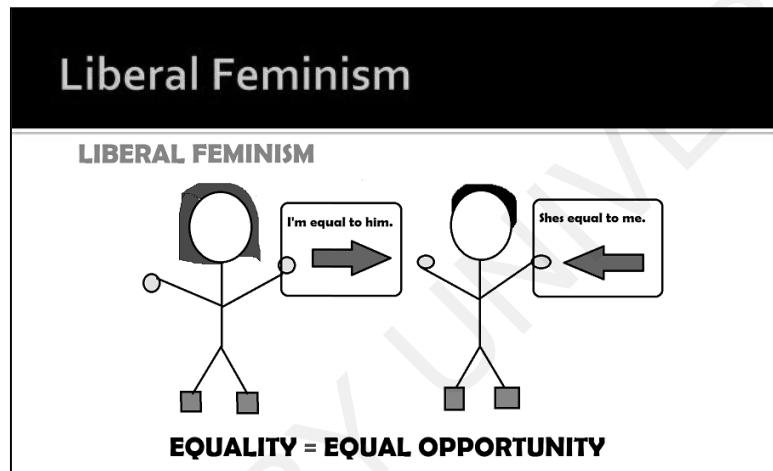 Liberal Feminism
LIBERAL FEMINISM
I'm equal to him.
Shes equal to me.
EQUALITY = EQUAL OPPORTUNITY